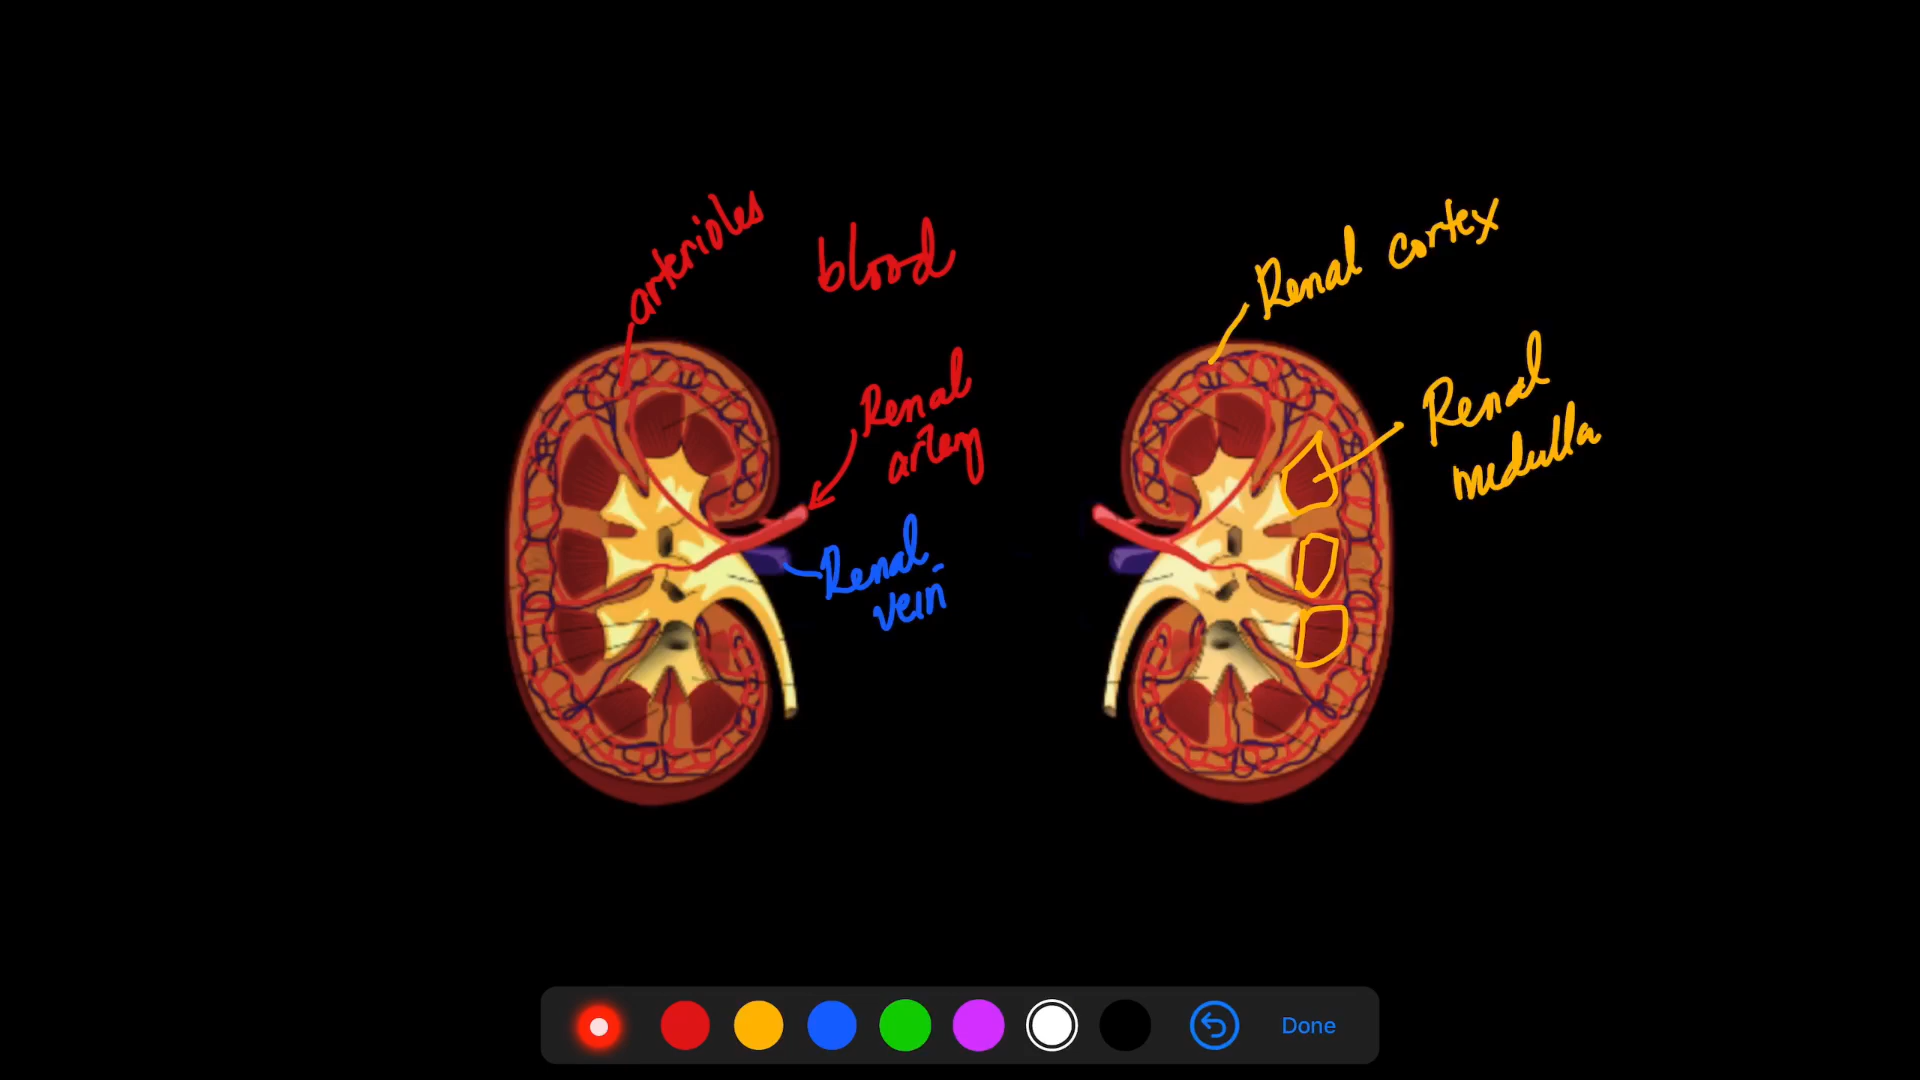 arterioles
blood
Renal
artery
Renal
vein
Renal cortex
Renal
medulla
Done